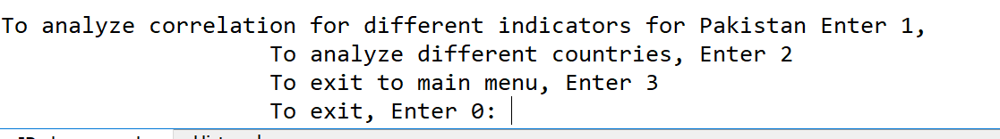 To analyze correlation for different indicators for Pakistan Enter 1,
To analyze different countries, Enter 2
To exit to main menu, Enter 3
To exit, Enter 0: